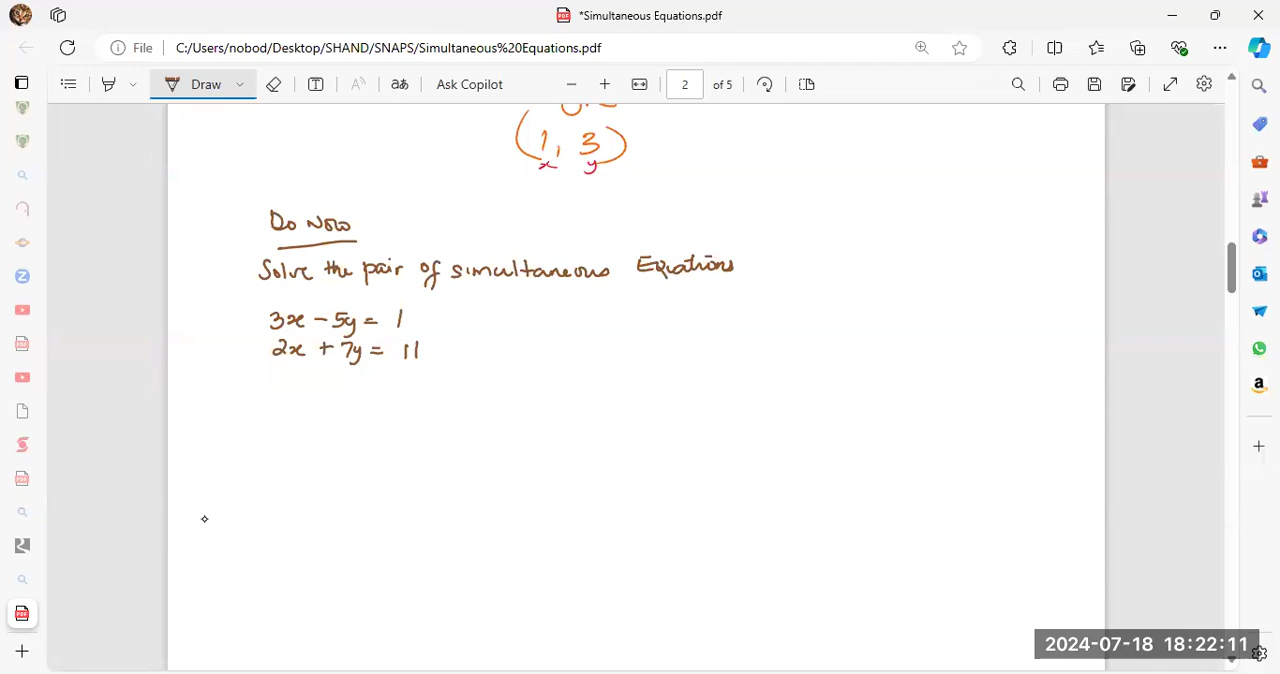 *Simultaneous Equations.pdf
File C:/Users/nobod/Desktop/SHAND/SNAPS/Simultaneous%20Equations.pdf
Draw aあ Ask Copilot 2 of 5
(1, 3)
x y
Do Now
Solve the pair of simultaneous Equations
3x - 5y = 1
2x + 7y = 11
2024-07-18 18:22:11